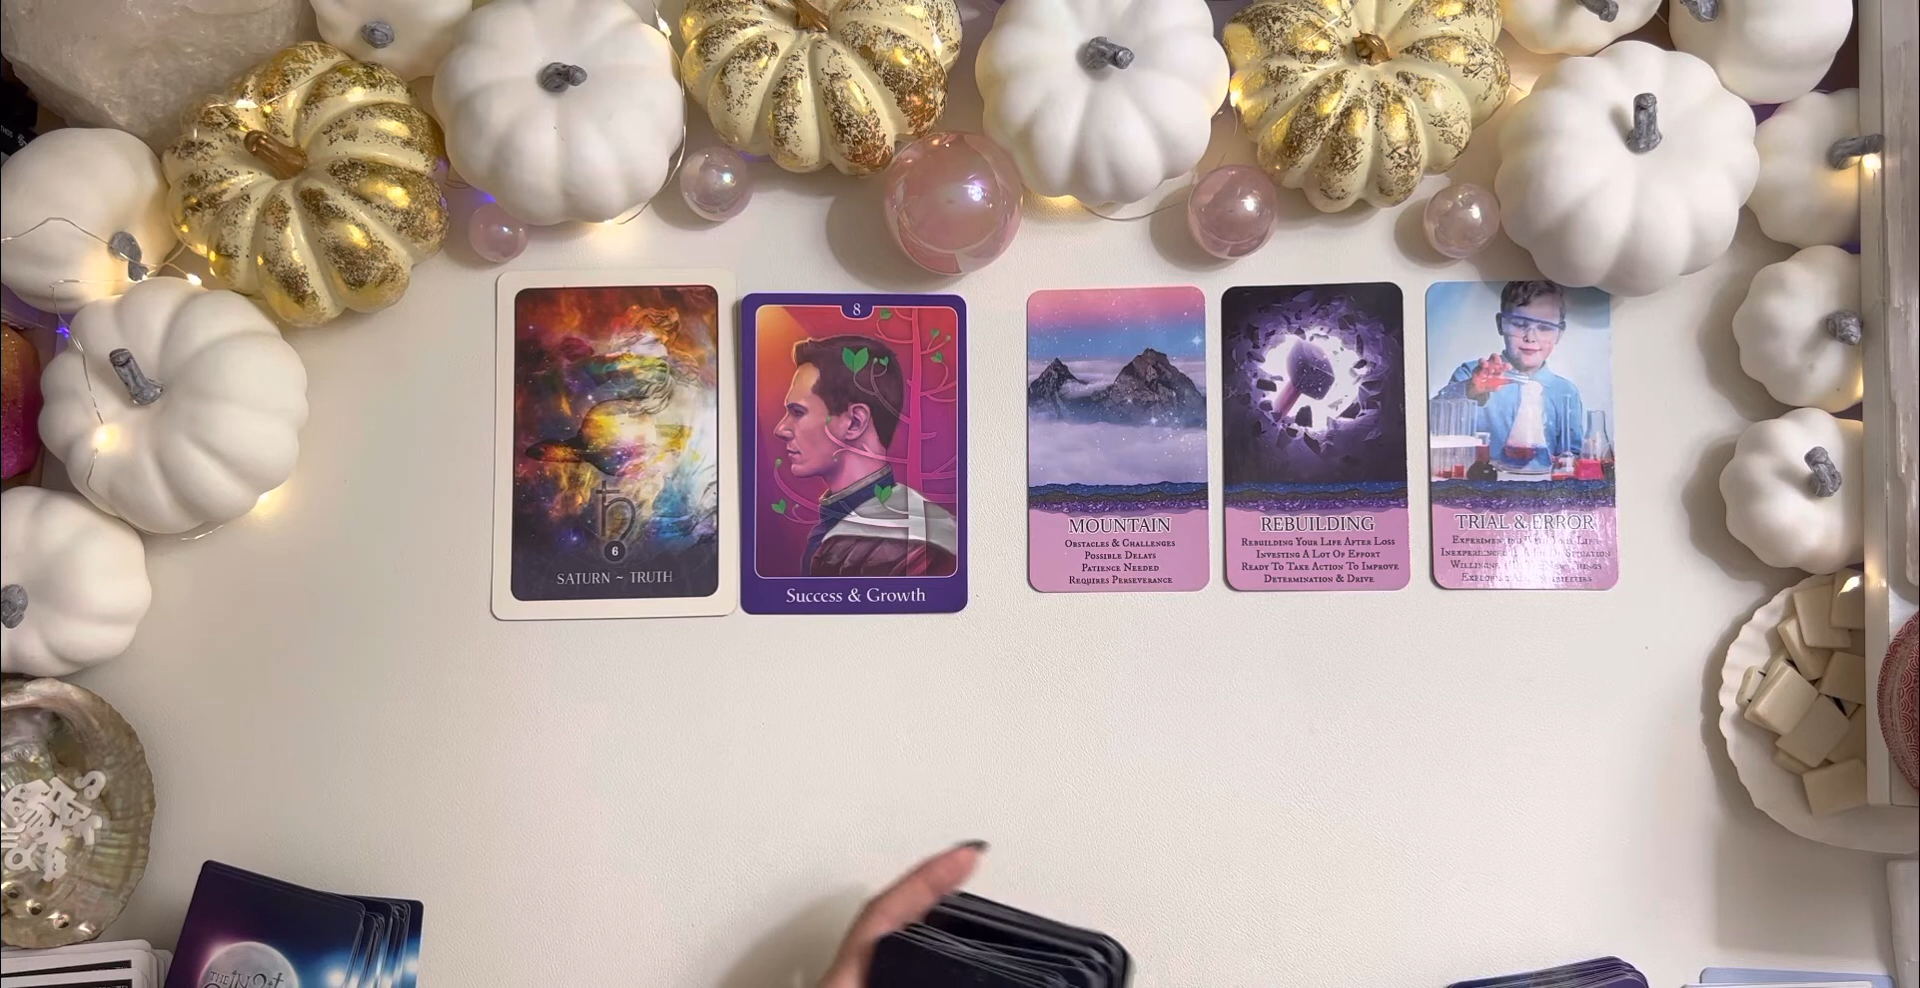 6
SATURN ~ TRUTH
8
Success & Growth
MOUNTAIN
OBSTACLES & CHALLENGES
POSSIBLE DELAYS
PATIENCE NEEDED
REQUIRES PERSEVERANCE
REBUILDING
REBUILDING YOUR LIFE AFTER LOSS
INVESTING A LOT OF EFFORT
READY TO TAKE ACTION TO IMPROVE
DETERMINATION & DRIVE
TRIAL & ERROR
THE